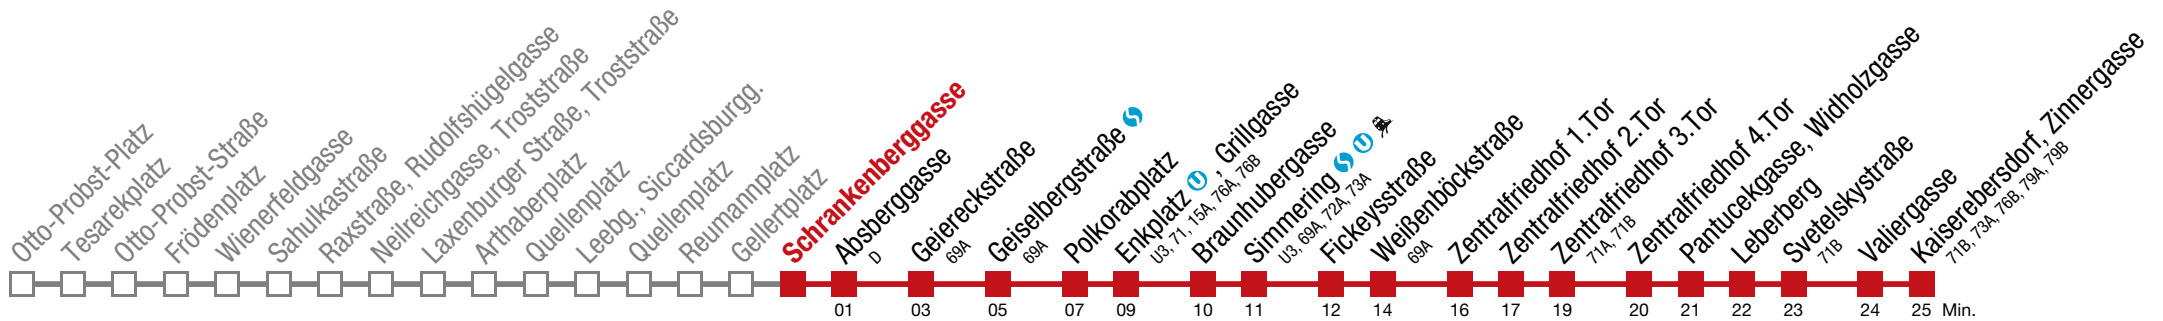 Otto-Probst-Platz
Tesarekplatz
Otto-Probst-Straße
Frödenplatz
Wienerfeldgasse
Sahulkastraße
Raxstraße, Rudolfshügelgasse
Neilreichgasse, Troststraße
Laxenburger Straße, Troststraße
Arthaberplatz
Quellenplatz
Leebg., Siccardsburgg.
Quellenplatz
Reumannplatz
Gellertplatz
Schrankenberggasse
Absberggasse
D
Geiereckstraße
69A
Geiselbergstraße
69A
Polkorabplatz
Enkplatz U, Grillgasse
U3, 71, 15A, 76A, 76B
Braunhubergasse
Simmering U
U3, 69A, 72A, 73A
Fickeysstraße
Weißenböckstraße
69A
Zentralfriedhof 1.Tor
Zentralfriedhof 2.Tor
Zentralfriedhof 3.Tor
71A, 71B
Zentralfriedhof 4.Tor
Pantucekgasse, Widholzgasse
Leberberg
Svetelskystraße
71B
Valiergasse
Kaiserebersdorf, Zinnergasse
71B, 73A, 76B, 79A, 79B
01 03 05 07 09 10 11 12 14 16 17 19 20 21 22 23 24 25 Min.